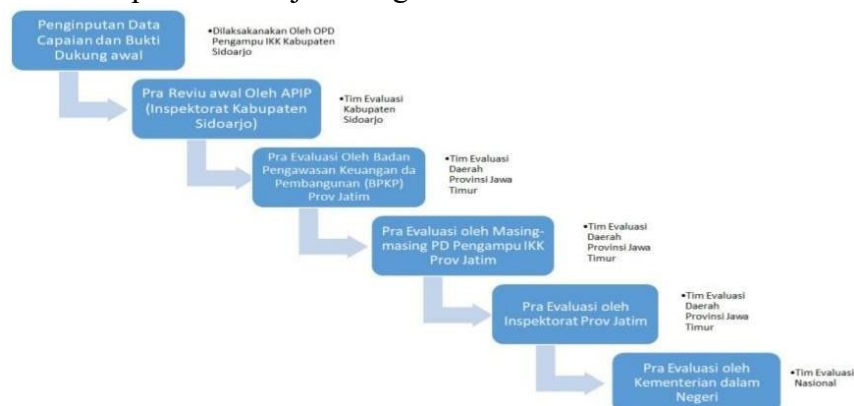 Penginputan Data
Capaian dan Bukti
Dukung awal
•Dilaksanakanakan Oleh OPD
Pengampu IKK Kabupaten
Sidoarjo
Pra Reviu awal Oleh APIP
(Inspektorat Kabupaten
Sidoarjo)
•Tim Evaluasi
Kabupaten
Sidoarjo
Pra Evaluasi Oleh Badan
Pengawasan Keuangan da
Pembangunan (BPKP)
Prov Jatim
•Tim Evaluasi
Daerah
Provinsi Jawa
Timur
Pra Evaluasi oleh Masing-
masing PD Pengampu IKK
Prov Jatim
•Tim Evaluasi
Daerah
Provinsi Jawa
Timur
Pra Evaluasi oleh
Inspektorat Prov Jatim
•Tim Evaluasi
Daerah
Provinsi Jawa
Timur
Pra Evaluasi oleh
Kementerian dalam
Negeri
•Tim Evaluasi
Nasional